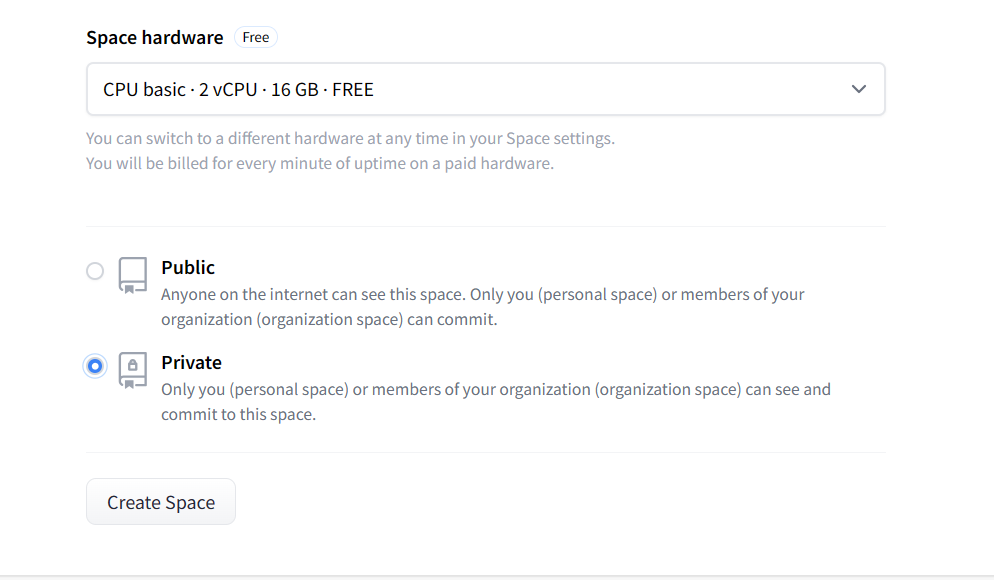 Space hardware Free
CPU basic · 2 vCPU · 16 GB · FREE
You can switch to a different hardware at any time in your Space settings.
You will be billed for every minute of uptime on a paid hardware.
Public
Anyone on the internet can see this space. Only you (personal space) or members of your
organization (organization space) can commit.
Private
Only you (personal space) or members of your organization (organization space) can see and
commit to this space.
Create Space